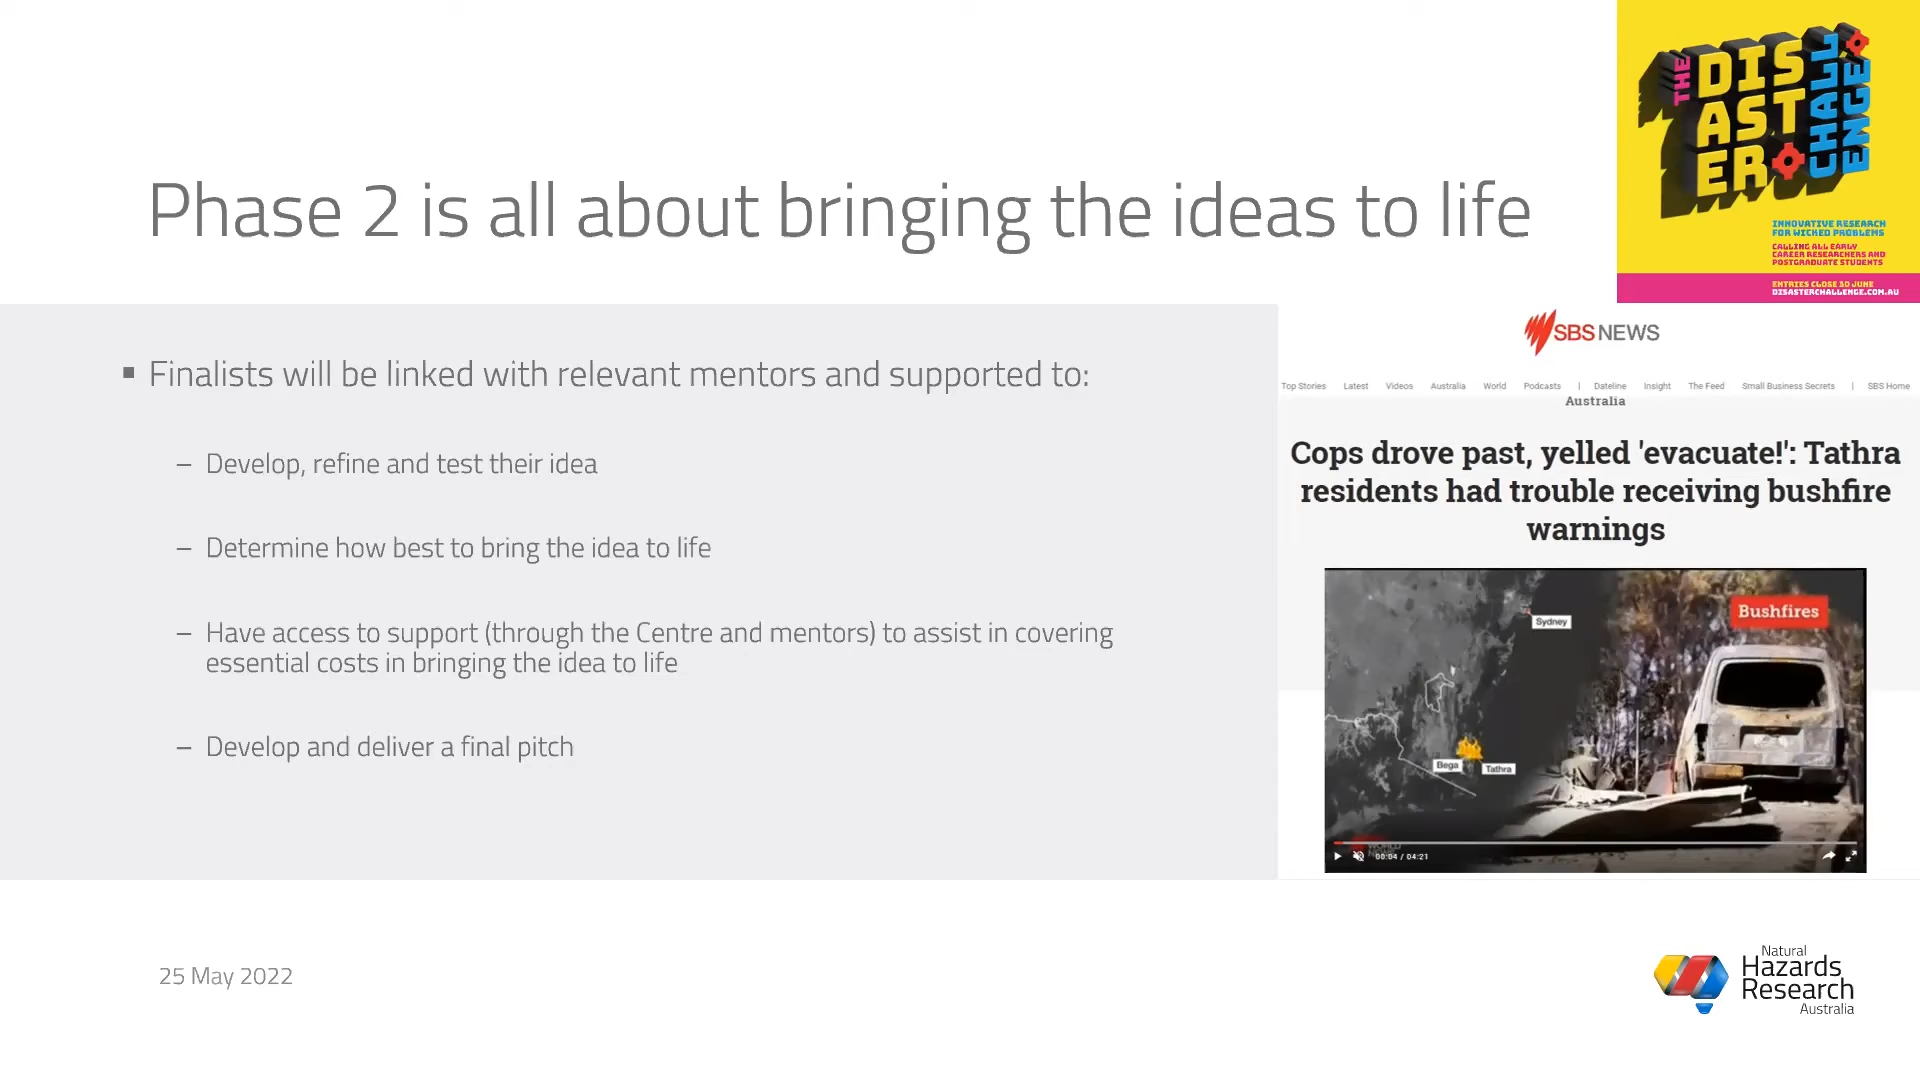 THE
DISASTER
CHALLENGE
INNOVATIVE RESEARCH
FOR WICKED PROBLEMS
CALLING ALL EARLY
CAREER RESEARCHERS AND
POSTGRADUATE STUDENTS
ENTRIES CLOSE 30 JUNE
DISASTERCHALLENGE.COM.AU
Phase 2 is all about bringing the ideas to life
▪ Finalists will be linked with relevant mentors and supported to:
– Develop, refine and test their idea
– Determine how best to bring the idea to life
– Have access to support (through the Centre and mentors) to assist in covering
essential costs in bringing the idea to life
– Develop and deliver a final pitch
SBS NEWS
Top Stories Latest Videos Australia World Podcasts | Dateline Insight The Feed Small Business Secrets | SBS Home
Australia
Cops drove past, yelled 'evacuate!': Tathra
residents had trouble receiving bushfire
warnings
Bushfires
Sydney
Bega
Tathra
WORLD
00:04 / 04:21
25 May 2022
Natural
Hazards
Research
Australia